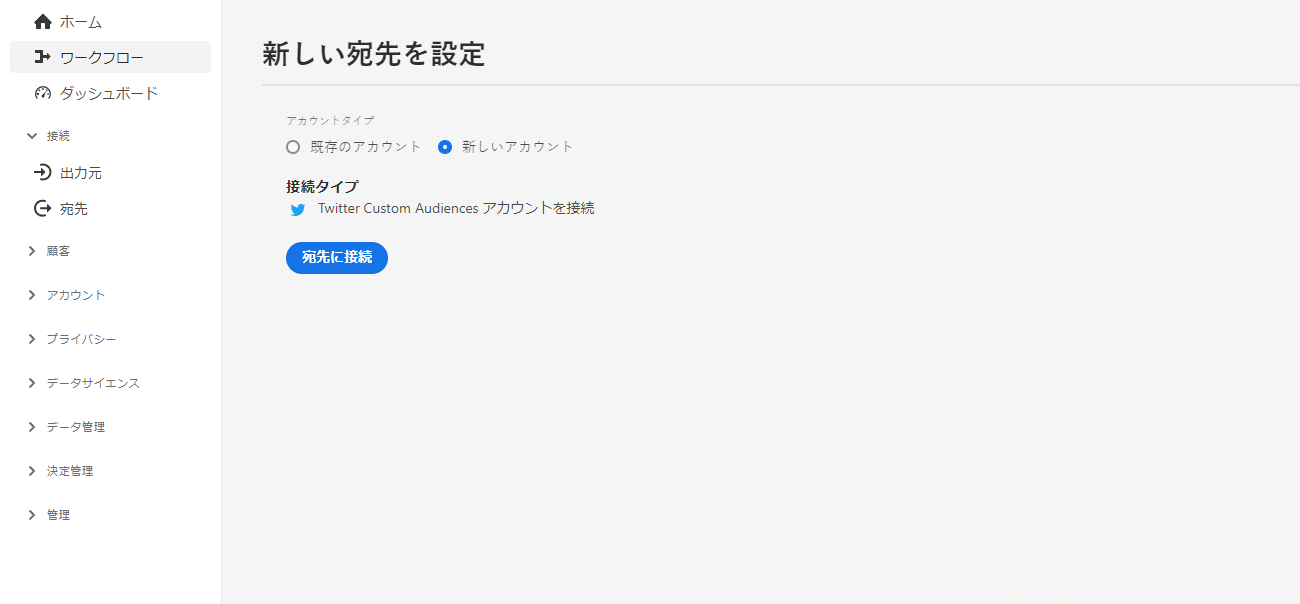 ホーム
ワークフロー
ダッシュボード
接続
出力元
宛先
顧客
アカウント
プライバシー
データサイエンス
データ管理
決定管理
管理
新しい宛先を設定
アカウントタイプ
既存のアカウント 新しいアカウント
接続タイプ
Twitter Custom Audiences アカウントを接続
宛先に接続